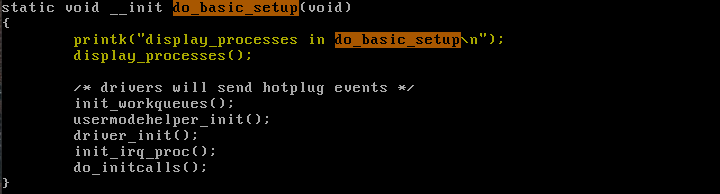 static void __init do_basic_setup(void)
{
        printk("display_processes in do_basic_setup\n");
        display_processes();

        /* drivers will send hotplug events */
        init_workqueues();
        usermodehelper_init();
        driver_init();
        init_irq_proc();
        do_initcalls();
}